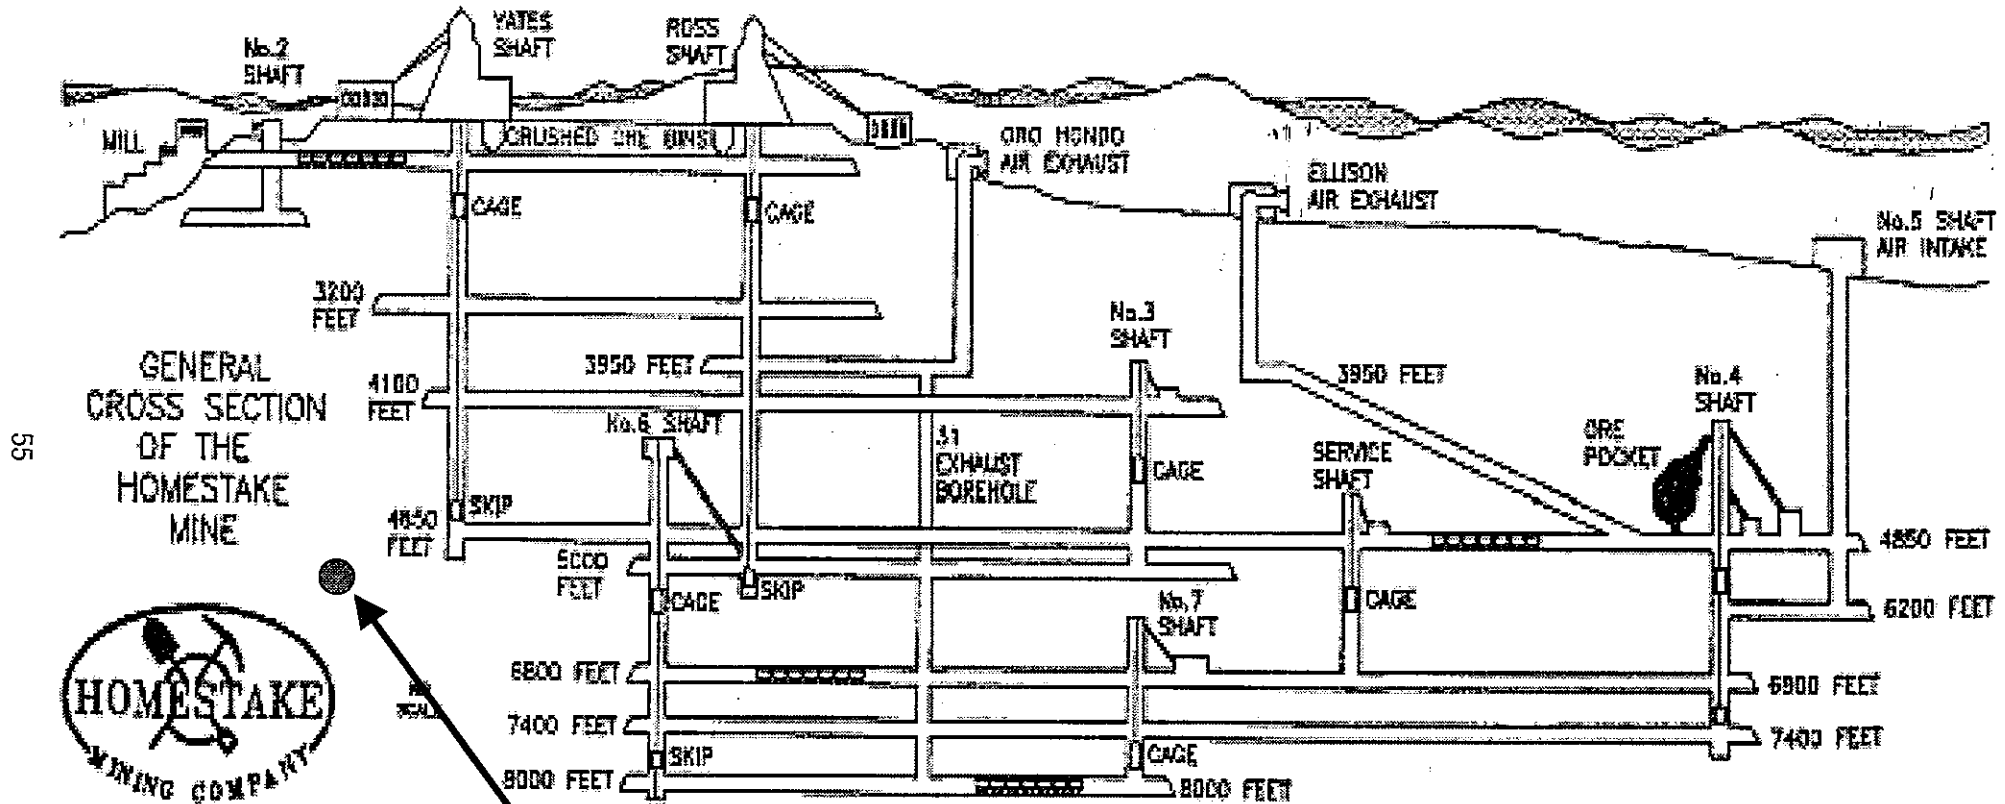 No.2
SHAFT
YATES
SHAFT
ROSS
SHAFT
MILL
CRUSHED ORE BINS
ORO HONDO
AIR EXHAUST
ELLISON
AIR EXHAUST
No.5 SHAFT
AIR INTAKE
CAGE
CAGE
3200
FEET
No.3
SHAFT
GENERAL
CROSS SECTION
OF THE
HOMESTAKE
MINE
3950 FEET
3950 FEET
4100
FEET
No.4
SHAFT
No.6 SHAFT
31
EXHAUST
BOREHOLE
CAGE
SERVICE
SHAFT
ORE
POCKET
55
SKIP
4850
FEET
4850 FEET
5000
FEET
CAGE
SKIP
No.7
SHAFT
CAGE
6200 FEET
6800 FEET
6900 FEET
7400 FEET
7400 FEET
SKIP
CAGE
8000 FEET
8000 FEET
HOMESTAKE
MINING COMPANY